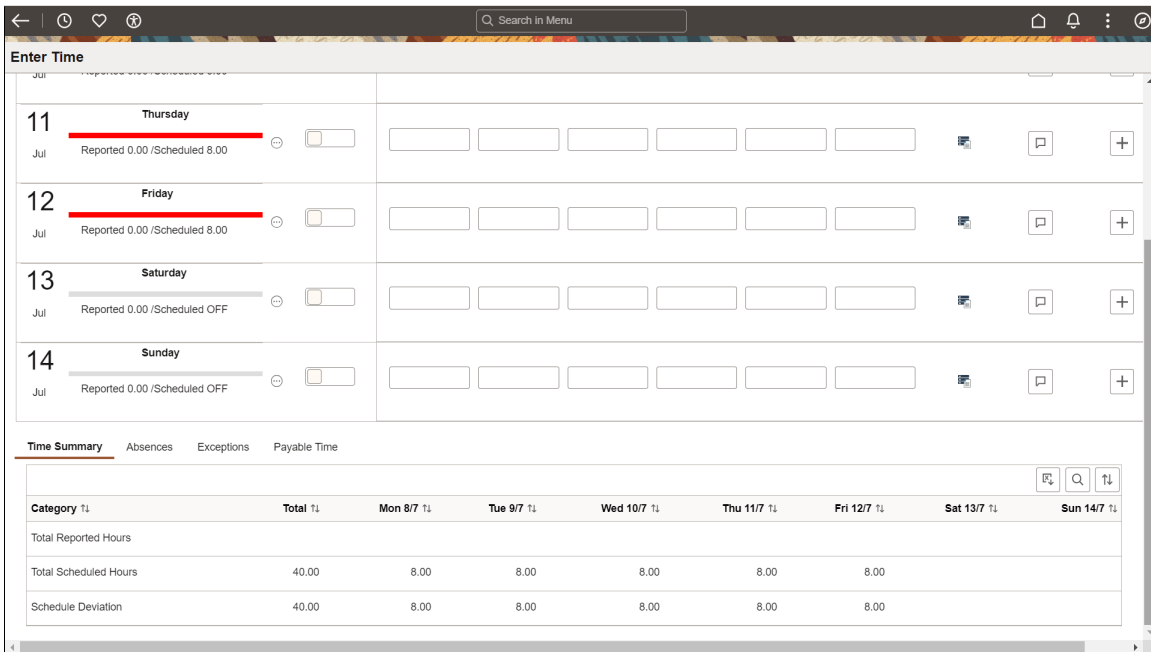 Search in Menu
Enter Time
Jul
11
Thursday
Reported 0.00 /Scheduled 8.00
Jul
12
Friday
Reported 0.00 /Scheduled 8.00
Jul
13
Saturday
Reported 0.00 /Scheduled OFF
Jul
14
Sunday
Reported 0.00 /Scheduled OFF
Jul
Time Summary Absences Exceptions Payable Time
Category Total Mon 8/7 Tue 9/7 Wed 10/7 Thu 11/7 Fri 12/7 Sat 13/7 Sun 14/7
Total Reported Hours
Total Scheduled Hours 40.00 8.00 8.00 8.00 8.00 8.00
Schedule Deviation 40.00 8.00 8.00 8.00 8.00 8.00